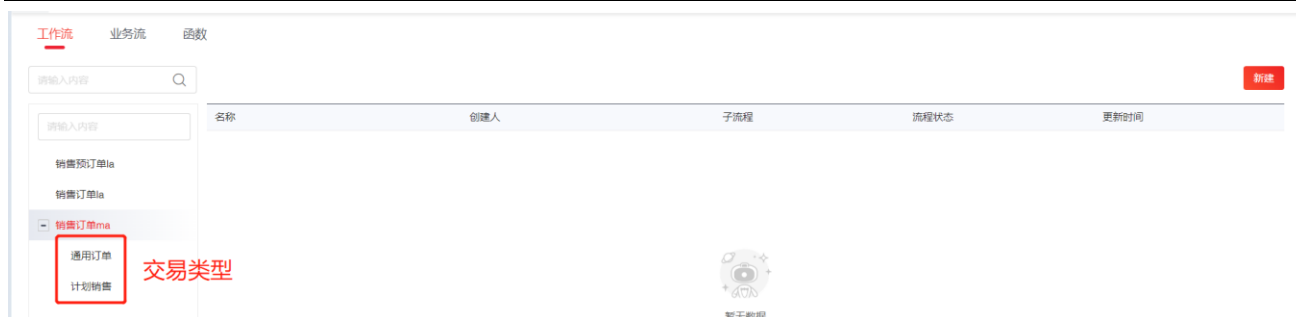 工作流 业务流 函数
请输入内容 新建
请输入内容 名称 创建人 子流程 流程状态 更新时间
销售预订单la
销售订单la
销售订单ma
通用订单
交易类型
计划销售
暂无数据